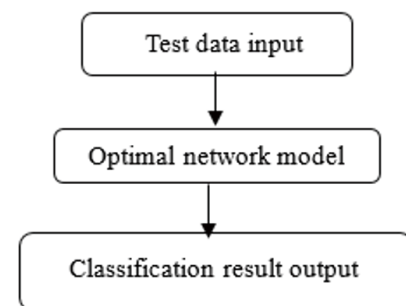 Test data input
Optimal network model
Classification result output